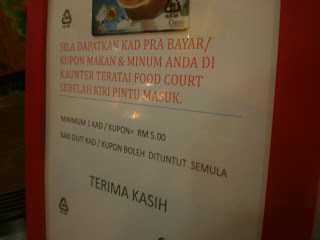 SILA DAPATKAN KAD PRA BAYAR/
KUPON MAKAN & MINUM ANDA DI
KAUNTER TERATAI FOOD COURT
SEBELAH KIRI PINTU MASUK.
MINIMUM 1 KAD / KUPON= RM 5.00
BAKI DUIT KAD / KUPON BOLEH DITUNTUT SEMULA
TERIMA KASIH